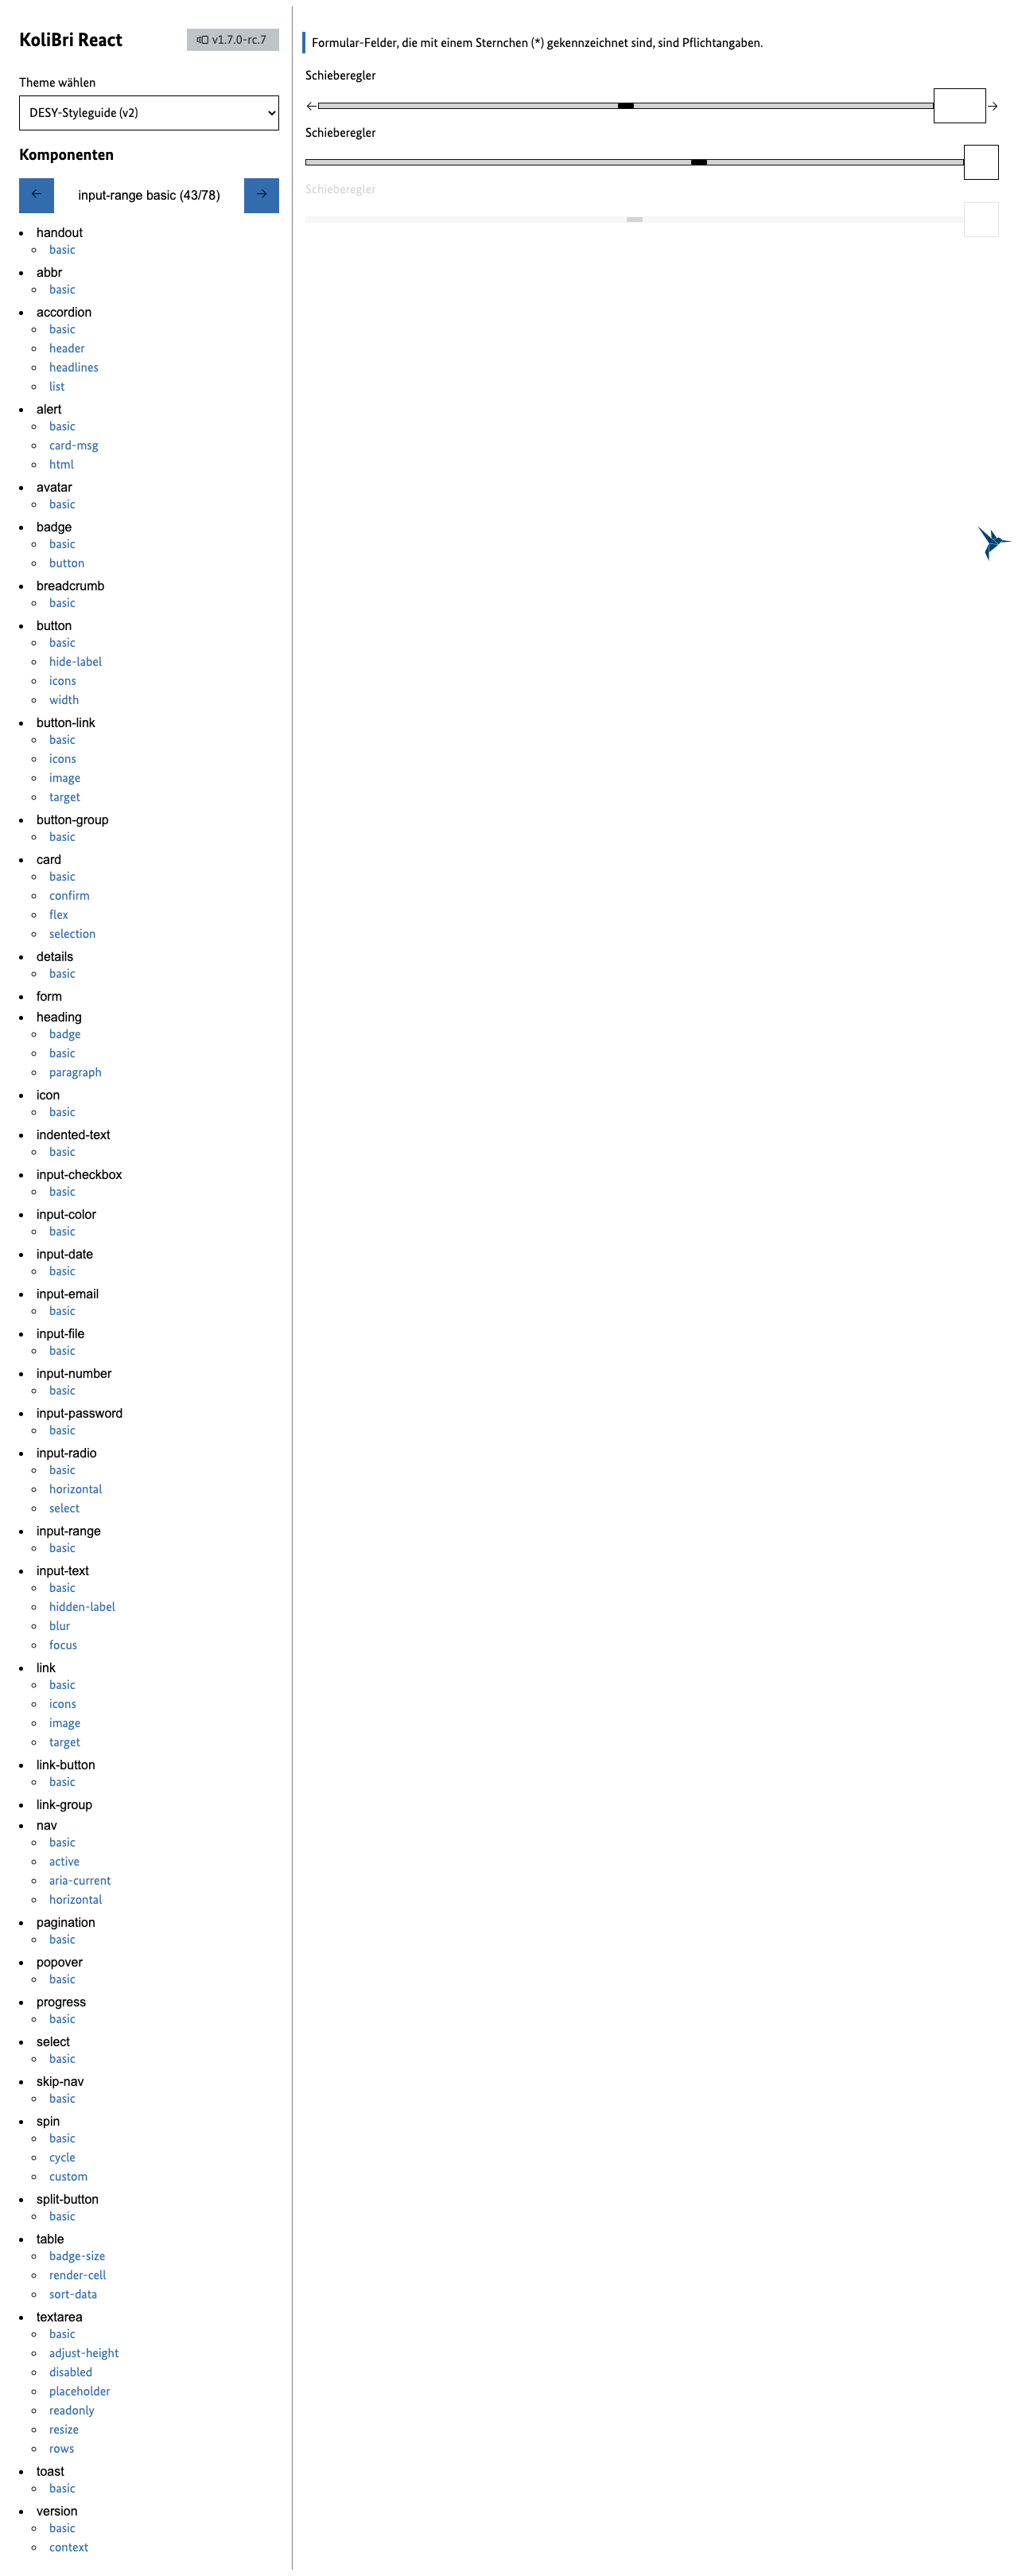 KoliBri React
v1.7.0-rc.7
Theme wählen
DESY-Styleguide (v2)
Komponenten
input-range basic (43/78)
handout
basic
abbr
basic
accordion
basic
header
headlines
list
alert
basic
card-msg
html
avatar
basic
badge
basic
button
breadcrumb
basic
button
basic
hide-label
icons
width
button-link
basic
icons
image
target
button-group
basic
card
basic
confirm
flex
selection
details
basic
form
heading
badge
basic
paragraph
icon
basic
indented-text
basic
input-checkbox
basic
input-color
basic
input-date
basic
input-email
basic
input-file
basic
input-number
basic
input-password
basic
input-radio
basic
horizontal
select
input-range
basic
input-text
basic
hidden-label
blur
focus
link
basic
icons
image
target
link-button
basic
link-group
nav
basic
active
aria-current
horizontal
pagination
basic
popover
basic
progress
basic
select
basic
skip-nav
basic
spin
basic
cycle
custom
split-button
basic
table
badge-size
render-cell
sort-data
textarea
basic
adjust-height
disabled
placeholder
readonly
resize
rows
toast
basic
version
basic
context
Formular-Felder, die mit einem Sternchen (*) gekennzeichnet sind, sind Pflichtangaben.
Schieberegler
Schieberegler
Schieberegler